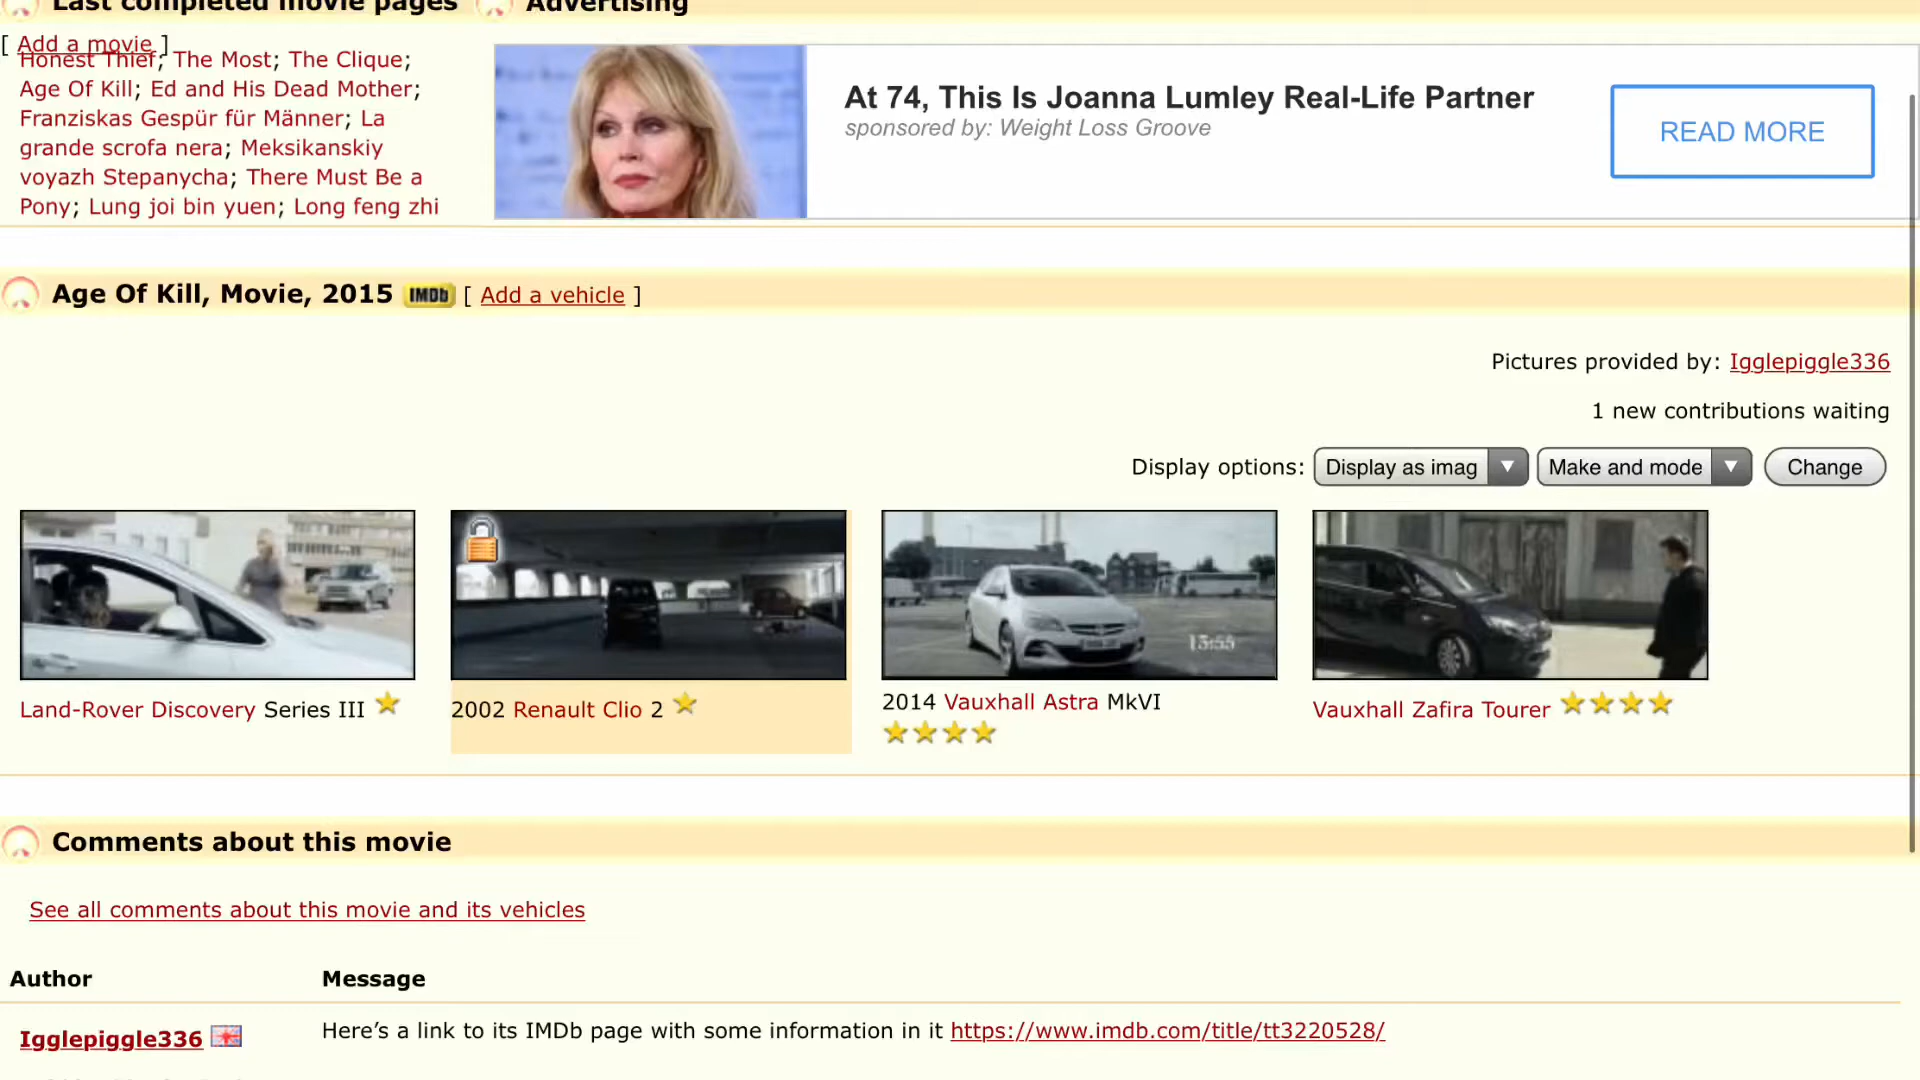 Last completed movie pages
Advertising
[ Add a movie ]
Honest Thief; The Most; The Clique;
Age Of Kill; Ed and His Dead Mother;
Franziskas Gespür für Männer; La
grande scrofa nera; Meksikanskiy
voyazh Stepanycha; There Must Be a
Pony; Lung joi bin yuen; Long feng zhi
At 74, This Is Joanna Lumley Real-Life Partner
sponsored by: Weight Loss Groove
READ MORE
Age Of Kill, Movie, 2015 IMDb [ Add a vehicle ]
Pictures provided by: Igglepiggle336
1 new contributions waiting
Display options: Display as imag Make and mode Change
13:55
Land-Rover Discovery Series III
2002 Renault Clio 2
2014 Vauxhall Astra MkVI
Vauxhall Zafira Tourer
Comments about this movie
See all comments about this movie and its vehicles
Author Message
Igglepiggle336 Here’s a link to its IMDb page with some information in it https://www.imdb.com/title/tt3220528/